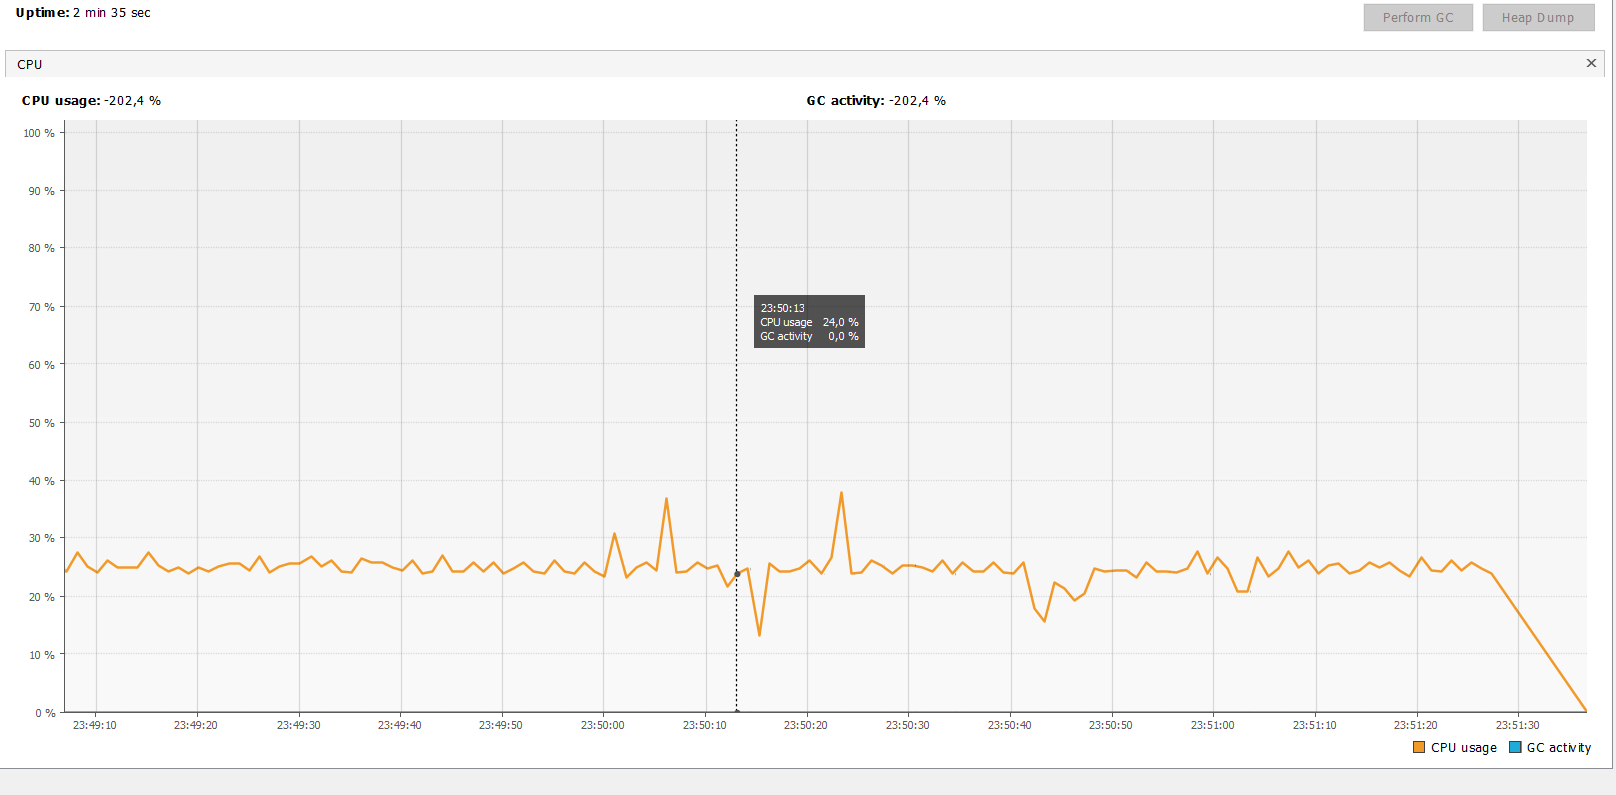 Uptime: 2 min 35 sec
Perform GC
Heap Dump
CPU
CPU usage: -202,4 %
GC activity: -202,4 %
100 %
90 %
80 %
70 %
60 %
50 %
40 %
30 %
20 %
10 %
0 %
23:50:13
CPU usage 24,0 %
GC activity 0,0 %
23:49:10 23:49:20 23:49:30 23:49:40 23:49:50 23:50:00 23:50:10 23:50:20 23:50:30 23:50:40 23:50:50 23:51:00 23:51:10 23:51:20 23:51:30
CPU usage GC activity